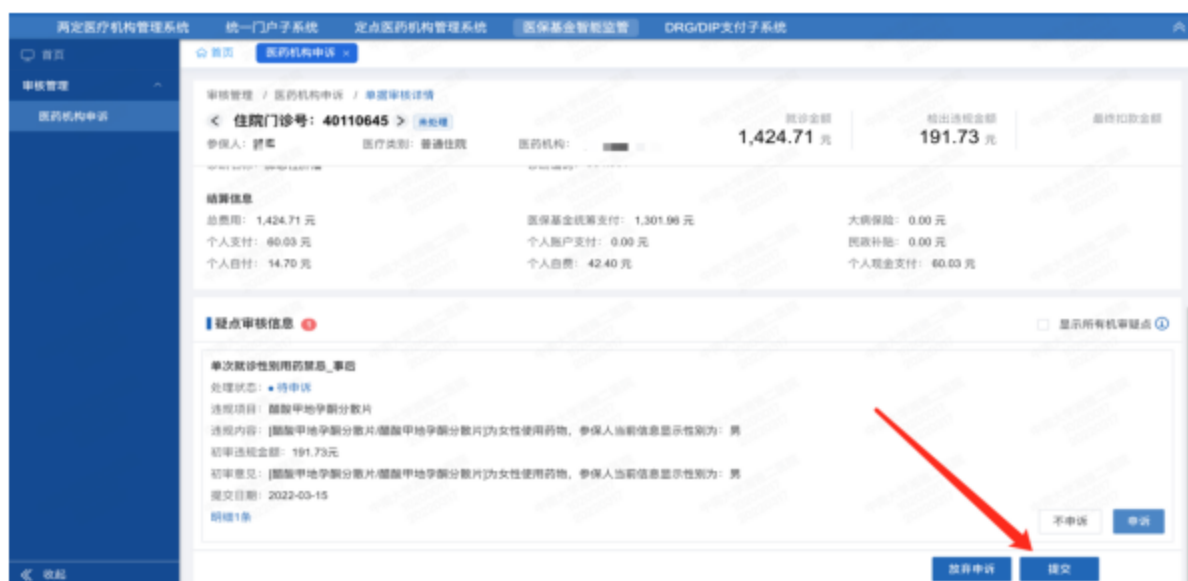 两定医疗机构管理系统 统一门户子系统 定点医药机构管理系统 医保基金智能监管 DRG/DIP支付子系统
首页
首页 医药机构申诉 ×
审核管理
医药机构申诉
审核管理 / 医药机构申诉 / 单据审核详情
< 住院门诊号：40110645 > 未处理
就诊金额 检出违规金额 最终扣款金额
1,424.71 元 191.73 元
参保人： 医疗类别：普通住院 医药机构：
结算信息
总费用： 1,424.71 元 医保基金统筹支付： 1,301.96 元 大病保险： 0.00 元
个人支付： 60.03 元 个人账户支付： 0.00 元 民政补贴： 0.00 元
个人自付： 14.70 元 个人自费： 42.40 元 个人现金支付： 60.03 元
疑点审核信息 1
显示所有机审疑点
单次就诊性别用药禁忌_事后
处理状态： 待申诉
违规项目： 醋酸甲地孕酮分散片
违规内容： [醋酸甲地孕酮分散片/醋酸甲地孕酮分散片]为女性使用药物，参保人当前信息显示性别为：男
初审违规金额： 191.73元
初审意见： [醋酸甲地孕酮分散片/醋酸甲地孕酮分散片]为女性使用药物，参保人当前信息显示性别为：男
提交日期： 2022-03-15
明细1条
不申诉 申诉
放弃申诉 提交
收起